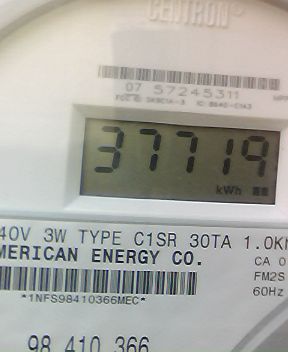 CENTRON®
07 57245311
37719
kWh
40V 3W TYPE C1SR 30TA 1.0K
MERICAN ENERGY CO.
CA 0
FM2S
60Hz
*1NFS98410366MEC*
98 410 366